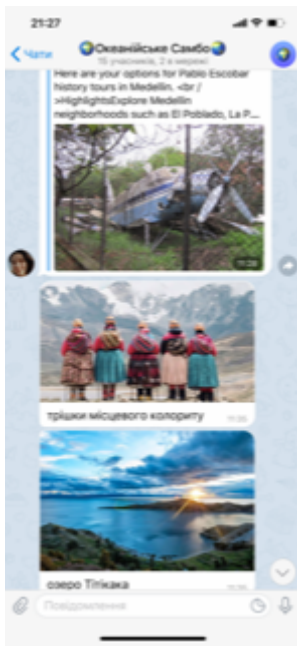 21:27
Чати
Океанійське Самбо
15 учасників, 2 в мережі
Here are your options for Pablo Escobar
history tours in Medellin. <br /
>HighlightsExplore Medellin
neighborhoods such as El Poblado, La P...
11:29
трішки місцевого колориту
озеро Тітікака
Повідомлення